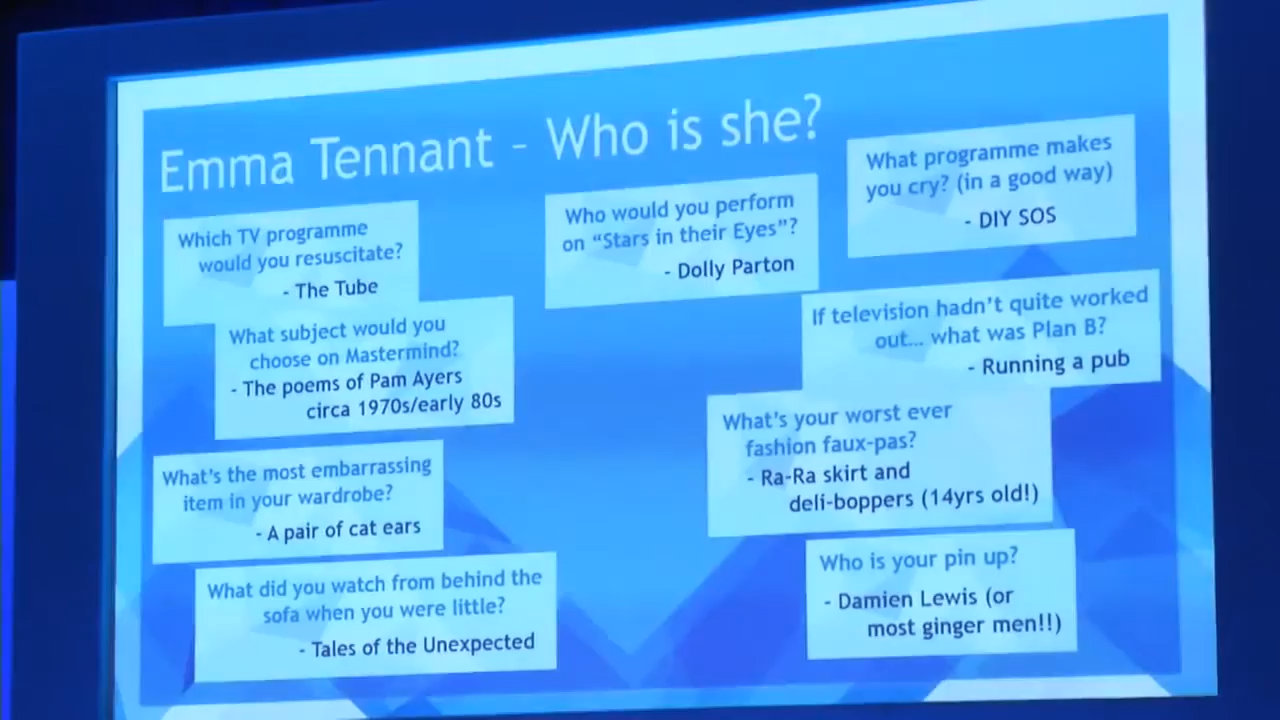 Emma Tennant – Who is she?
Which TV programme
would you resuscitate?
- The Tube
What subject would you
choose on Mastermind?
- The poems of Pam Ayers
circa 1970s/early 80s
What's the most embarrassing
item in your wardrobe?
- A pair of cat ears
What did you watch from behind the
sofa when you were little?
- Tales of the Unexpected
Who would you perform
on “Stars in their Eyes”?
- Dolly Parton
What programme makes
you cry? (in a good way)
- DIY SOS
If television hadn't quite worked
out… what was Plan B?
- Running a pub
What's your worst ever
fashion faux-pas?
- Ra-Ra skirt and
deli-boppers (14yrs old!)
Who is your pin up?
- Damien Lewis (or
most ginger men!!)